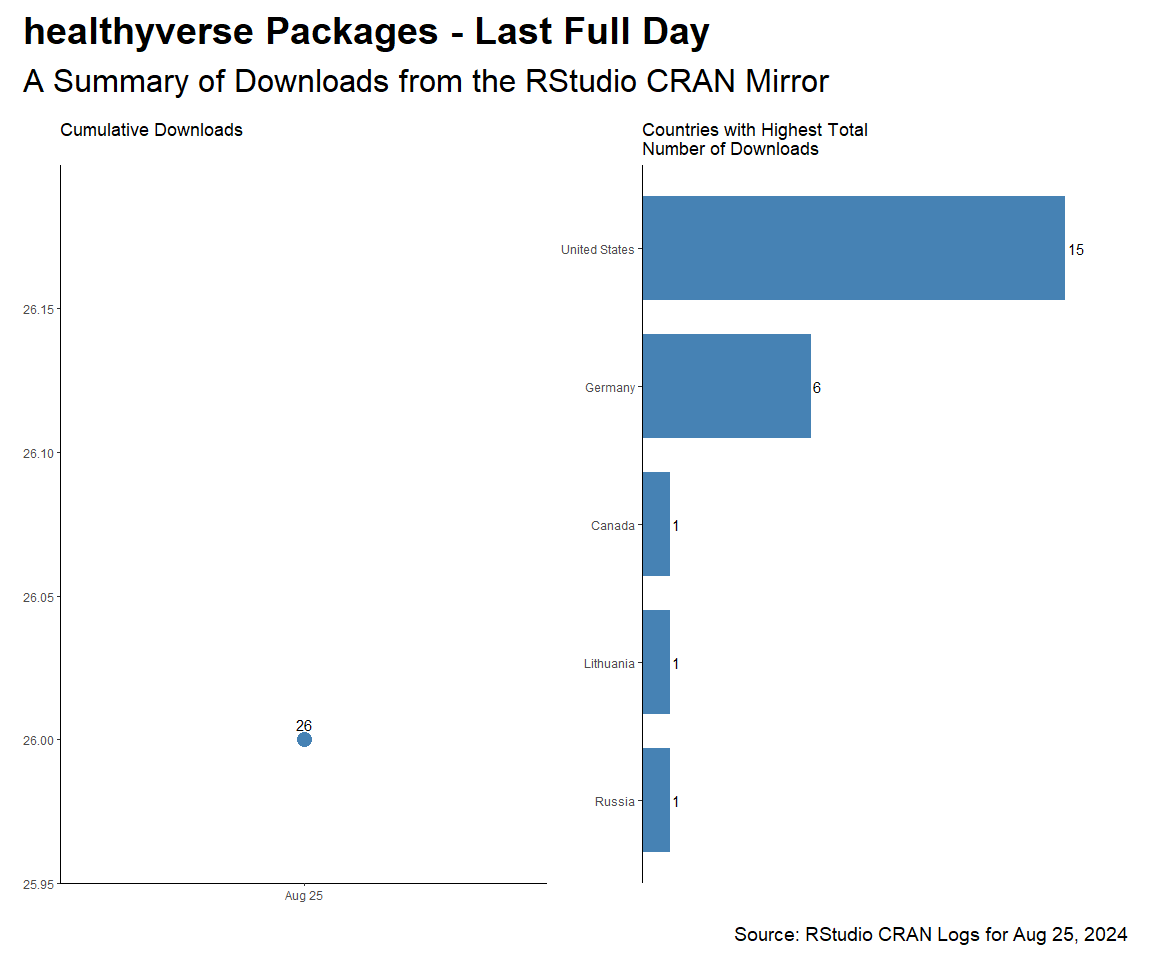 healthyverse Packages - Last Full Day
A Summary of Downloads from the RStudio CRAN Mirror
Cumulative Downloads
26.15
26.10
26.05
26.00
25.95
26
Aug 25
Countries with Highest Total
Number of Downloads
United States
15
Germany
6
Canada
1
Lithuania
1
Russia
1
Source: RStudio CRAN Logs for Aug 25, 2024